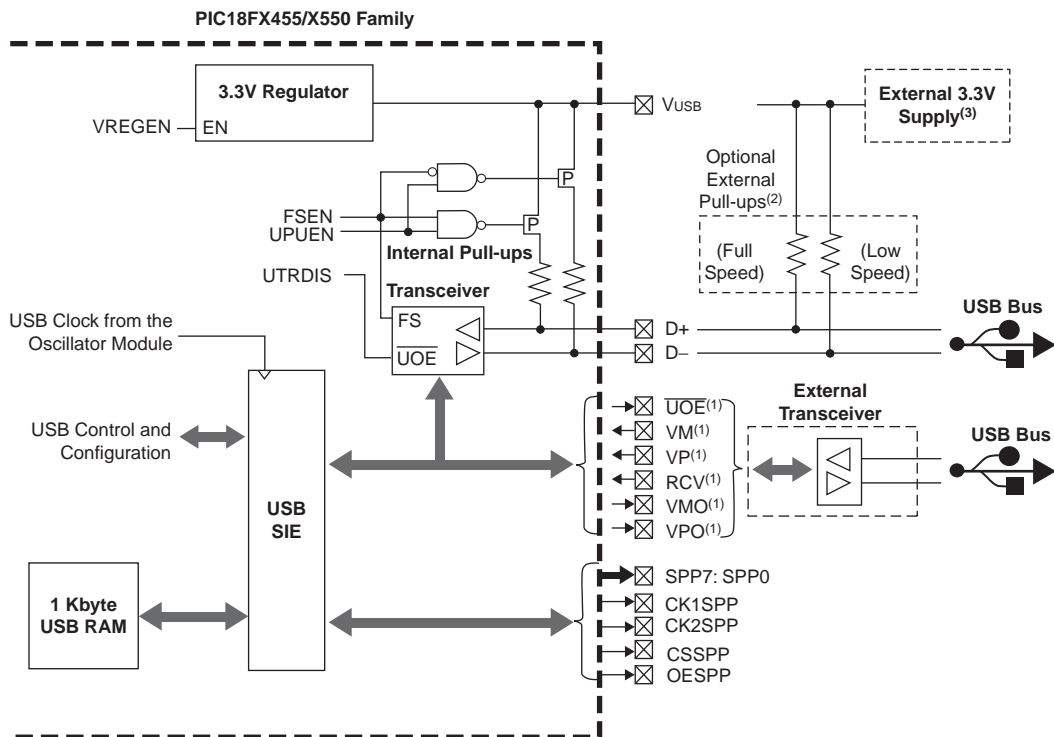 PIC18FX455/X550 Family
3.3V Regulator
VREGEN
EN
VUSB
External 3.3V
Supply(3)
Optional
External
Pull-ups(2)
P
P
FSEN
UPUEN
Internal Pull-ups
(Full
Speed)
(Low
Speed)
UTRDIS
Transceiver
FS
UOE
USB Clock from the
Oscillator Module
D+
D–
USB Bus
USB Control and
Configuration
USB
SIE
UOE(1)
VM(1)
VP(1)
RCV(1)
VMO(1)
VPO(1)
External
Transceiver
USB Bus
1 Kbyte
USB RAM
SPP7: SPP0
CK1SPP
CK2SPP
CSSPP
OESPP